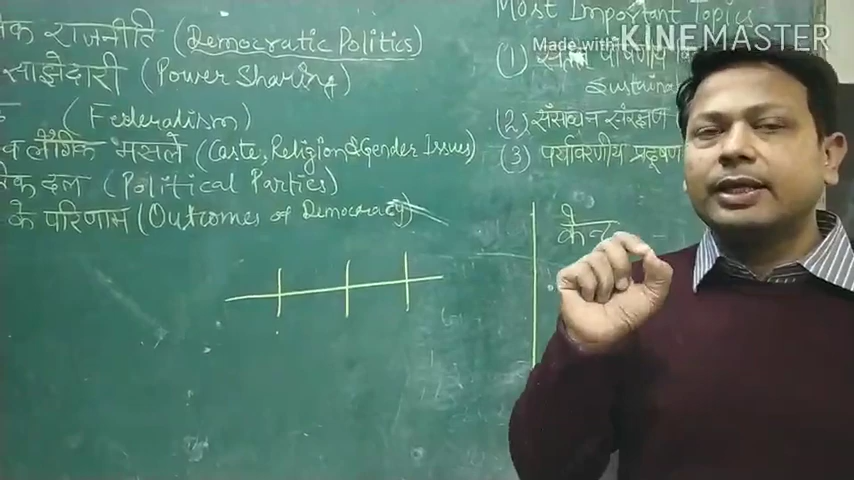 राजनीति (Democratic Politics)
साझेदारी (Power Sharing)
(Federalism)
व लैंगिक मसले (Caste, Religion & Gender Issues)
दल (Political Parties)
के परिणाम (Outcomes of Democracy)
Most Important Topics
Made with KINEMASTER
(1)
(2) संसाधन संरक्षण
(3) पर्यावरणीय प्रदूषण